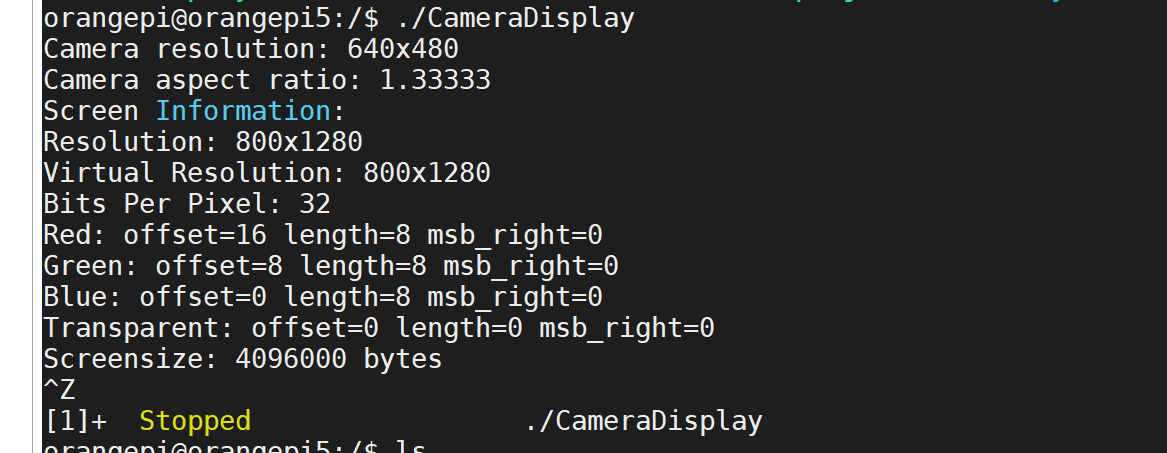 orangepi@orangepi5:/$ ./CameraDisplay
Camera resolution: 640x480
Camera aspect ratio: 1.33333
Screen Information:
Resolution: 800x1280
Virtual Resolution: 800x1280
Bits Per Pixel: 32
Red: offset=16 length=8 msb_right=0
Green: offset=8 length=8 msb_right=0
Blue: offset=0 length=8 msb_right=0
Transparent: offset=0 length=0 msb_right=0
Screensize: 4096000 bytes
^Z
[1]+  Stopped                 ./CameraDisplay
orangepi@orangepi5:/$ ls